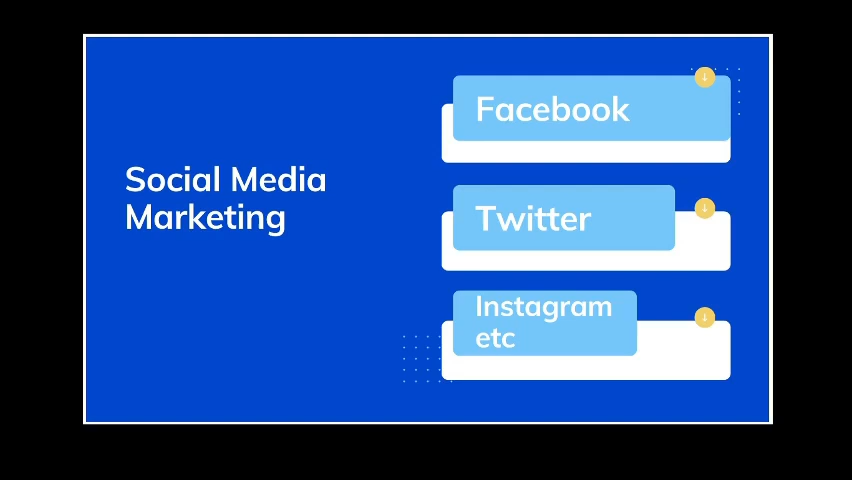 Social Media
Marketing
Facebook
Twitter
Instagram
etc